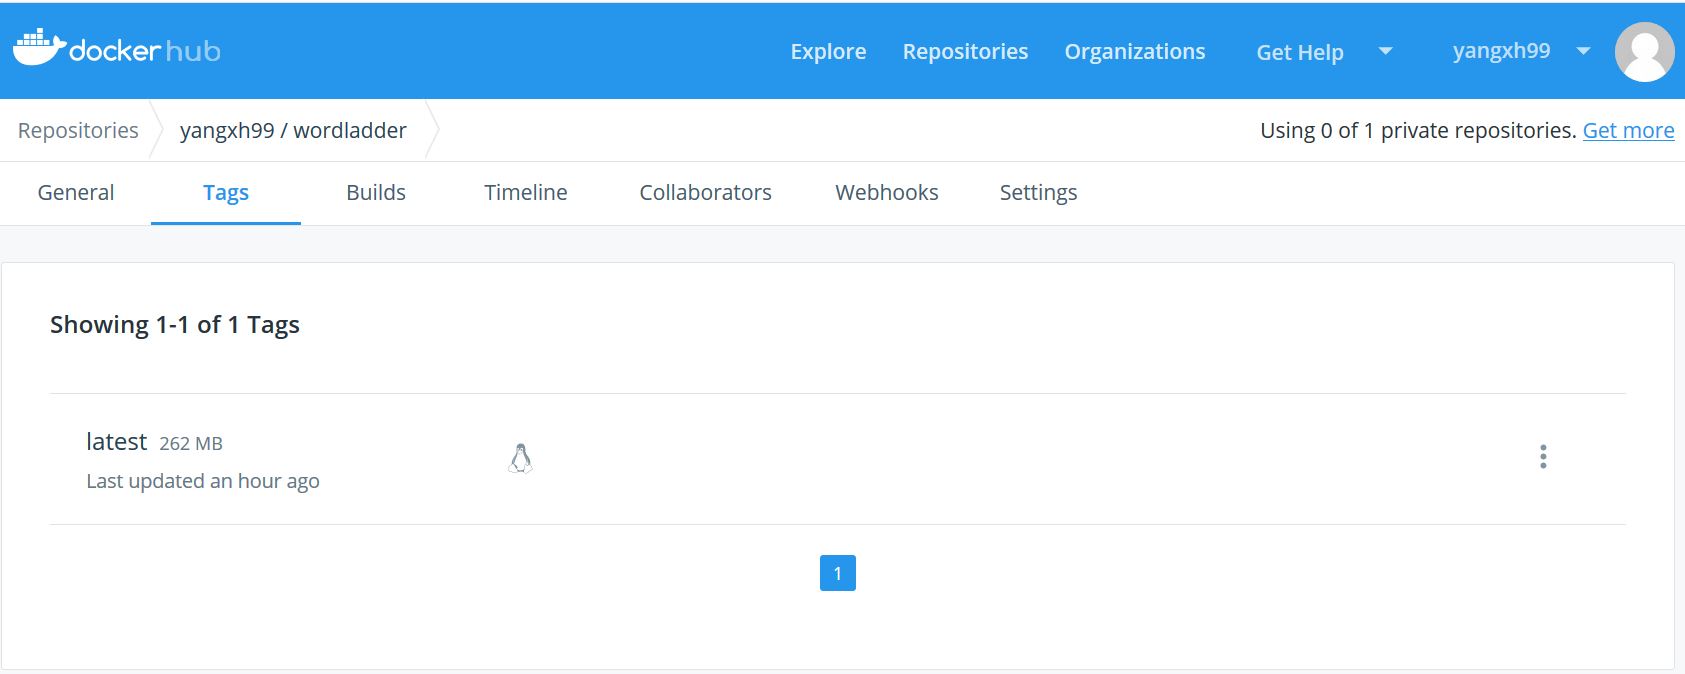 docker hub
Explore Repositories Organizations Get Help yangxh99
Repositories yangxh99 / wordladder Using 0 of 1 private repositories. Get more
General Tags Builds Timeline Collaborators Webhooks Settings
Showing 1-1 of 1 Tags
latest 262 MB
Last updated an hour ago
1